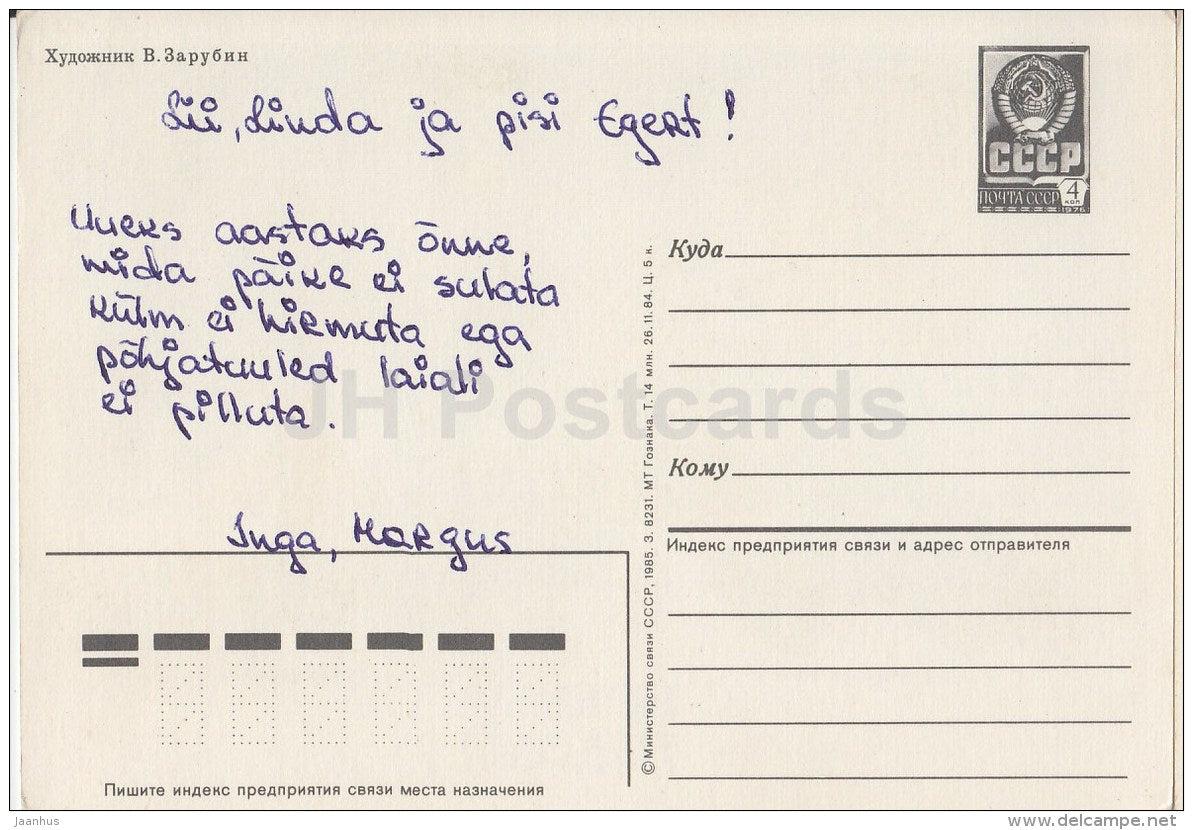 Художник В. Зарубин
Lii, Linda ja pisi Egert!
Uueks aastaks õnne,
mida päike ei sulata
külm ei hirmuta ega
põhjatuuled laiali
ei pilluta.
Inga, Margus
СССР
ПОЧТА СССР 4 КОП
1976
Куда
Кому
Индекс предприятия связи и адрес отправителя
© Министерство связи СССР, 1985. З. 8231. МТ Гознака. Т. 14 млн. 26.11.84. Ц. 5 к.
Пишите индекс предприятия связи места назначения
JH Postcards
Jaanhus
www.delcampe.net